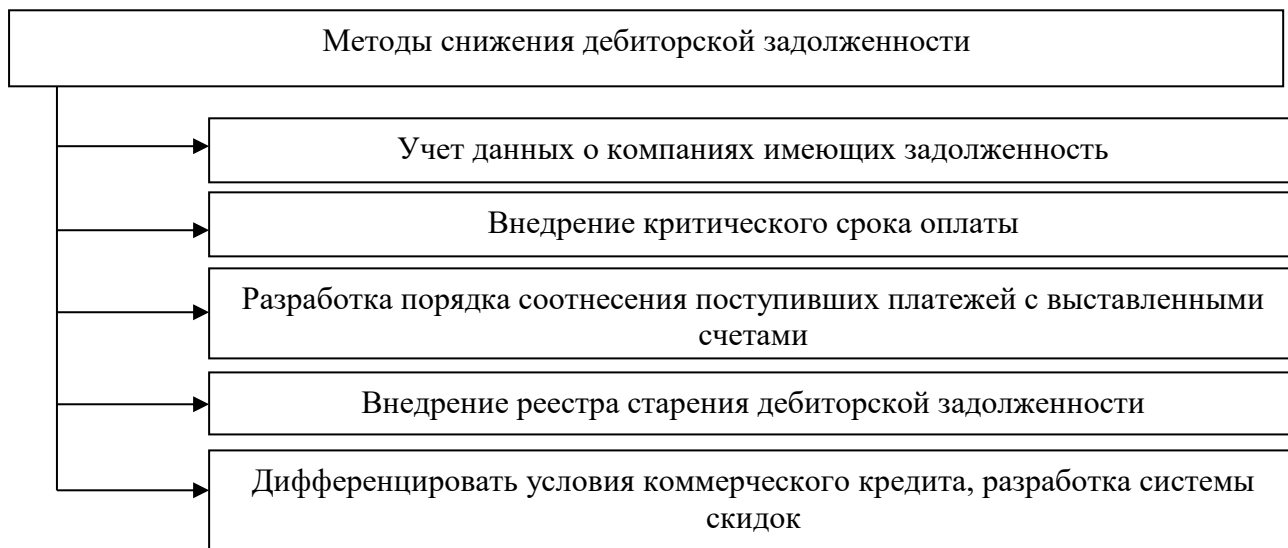 Методы снижения дебиторской задолженности
Учет данных о компаниях имеющих задолженность
Внедрение критического срока оплаты
Разработка порядка соотнесения поступивших платежей с выставленными
счетами
Внедрение реестра старения дебиторской задолженности
Дифференцировать условия коммерческого кредита, разработка системы
скидок